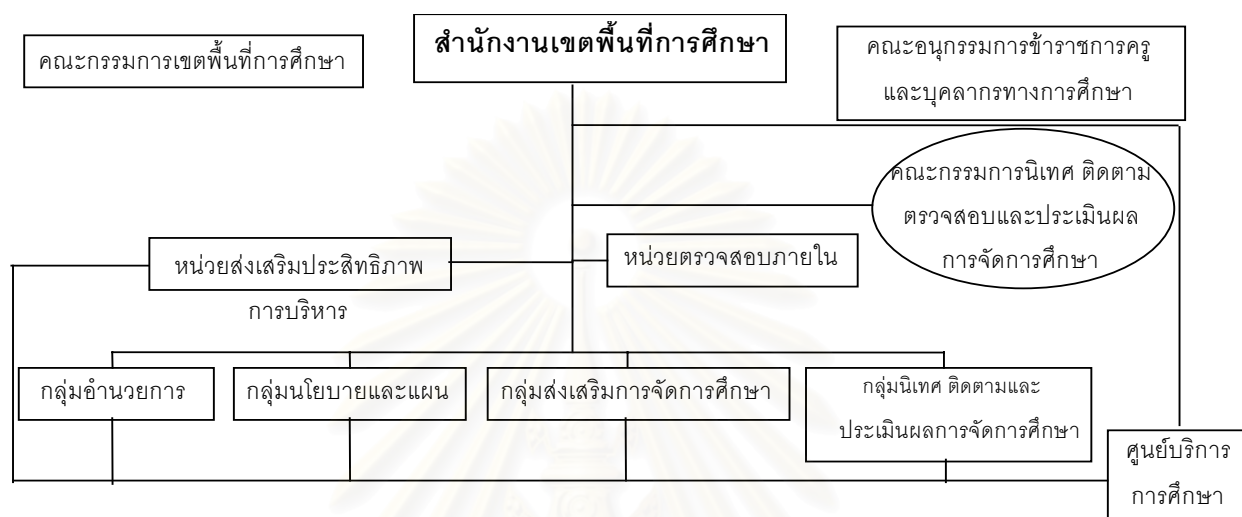 สำนักงานเขตพื้นที่การศึกษา
คณะกรรมการเขตพื้นที่การศึกษา
คณะอนุกรรมการข้าราชการครู
และบุคลากรทางการศึกษา
คณะกรรมการนิเทศ ติดตาม
ตรวจสอบและประเมินผล
การจัดการศึกษา
หน่วยส่งเสริมประสิทธิภาพ
การบริหาร
หน่วยตรวจสอบภายใน
กลุ่มอำนวยการ
กลุ่มนโยบายและแผน
กลุ่มส่งเสริมการจัดการศึกษา
กลุ่มนิเทศ ติดตามและ
ประเมินผลการจัดการศึกษา
ศูนย์บริการ
การศึกษา